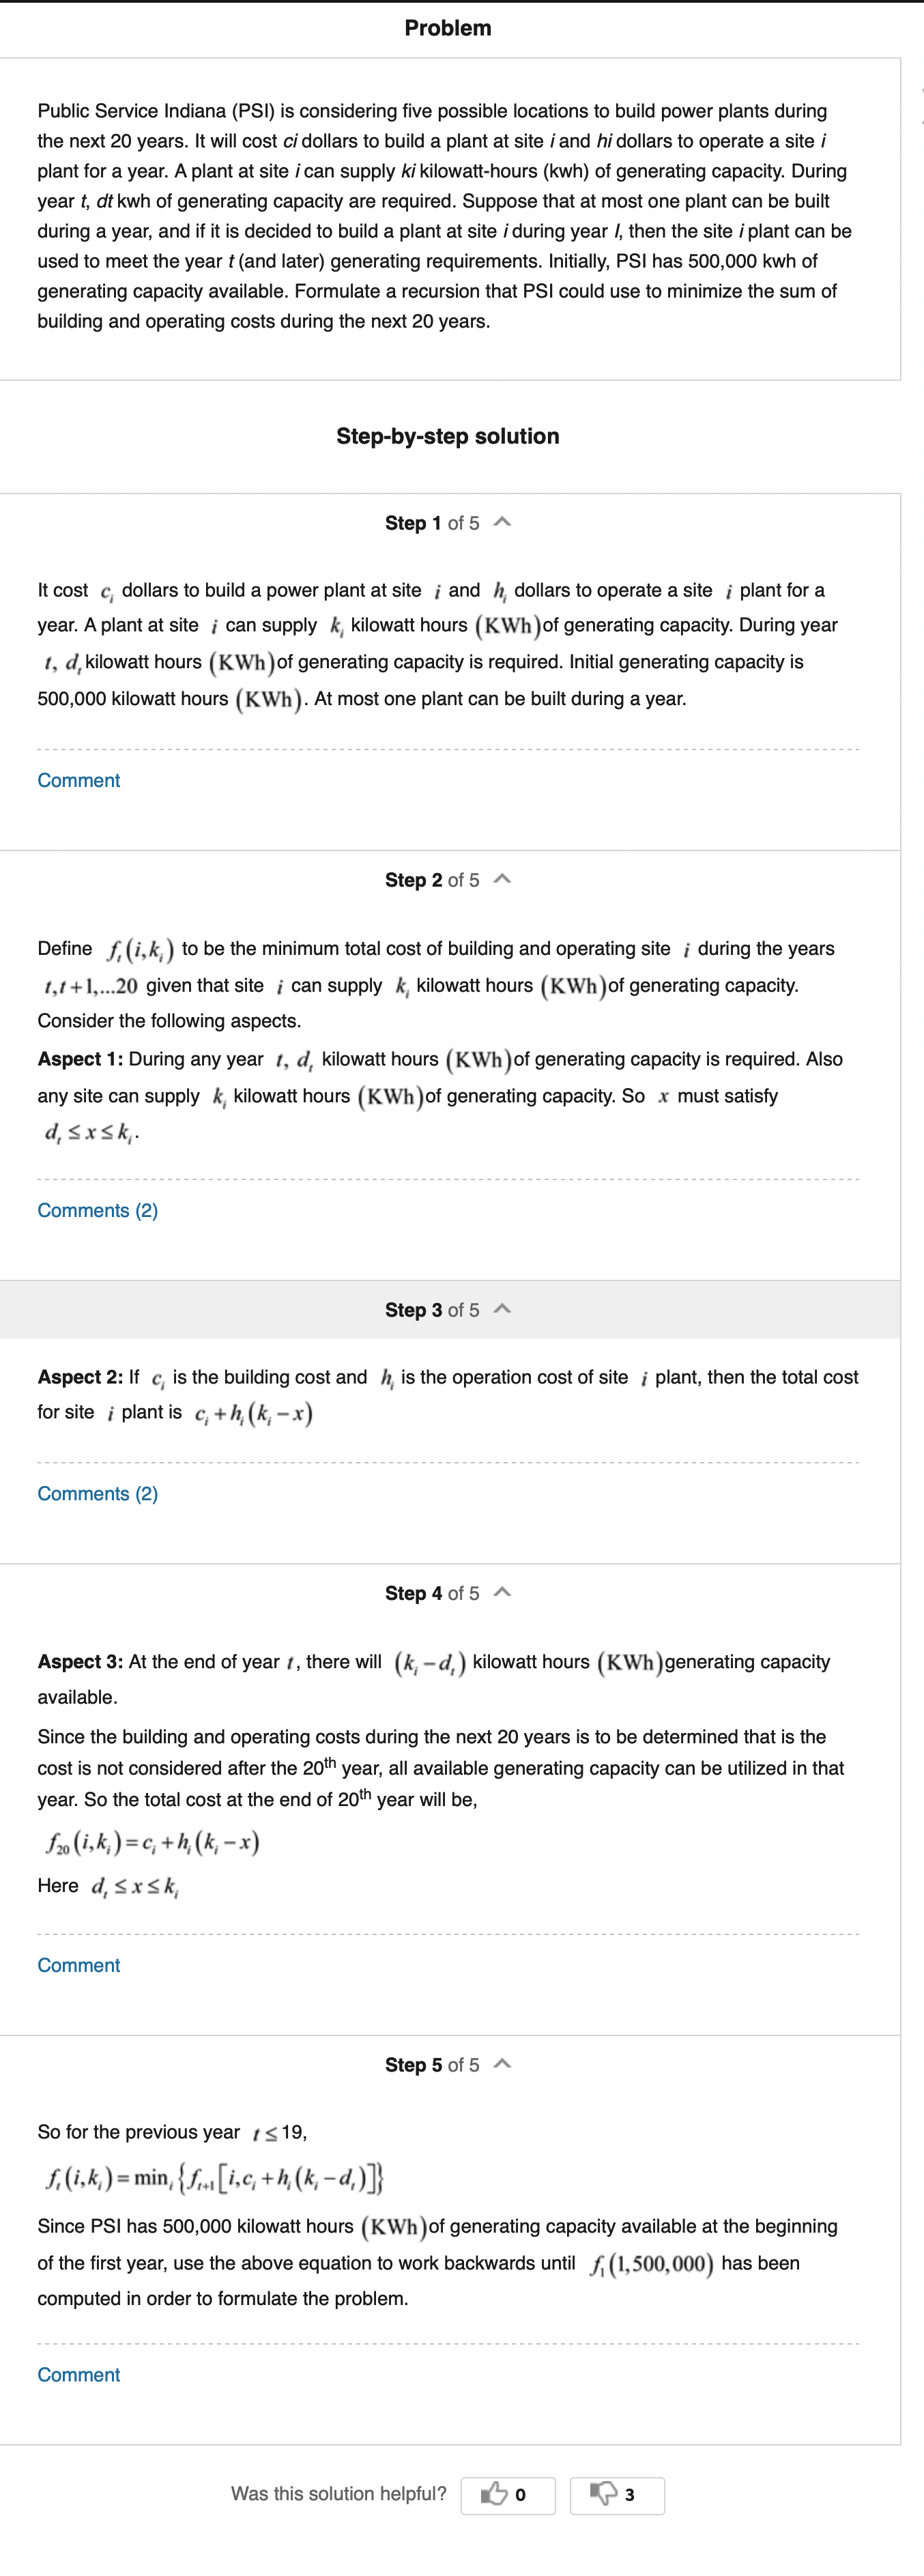 Problem
Public Service Indiana (PSI) is considering five possible locations to build power plants during
the next 20 years. It will cost ci dollars to build a plant at site i and hi dollars to operate a site i
plant for a year. A plant at site i can supply ki kilowatt-hours (kwh) of generating capacity. During
year t, dt kwh of generating capacity are required. Suppose that at most one plant can be built
during a year, and if it is decided to build a plant at site i during year I, then the site i plant can be
used to meet the year t (and later) generating requirements. Initially, PSI has 500,000 kwh of
generating capacity available. Formulate a recursion that PSI could use to minimize the sum of
building and operating costs during the next 20 years.
Step-by-step solution
Step 1 of 5
It cost c_i dollars to build a power plant at site i and h_i dollars to operate a site i plant for a
year. A plant at site i can supply k_i kilowatt hours (KWh) of generating capacity. During year
t, d_t kilowatt hours (KWh) of generating capacity is required. Initial generating capacity is
500,000 kilowatt hours (KWh). At most one plant can be built during a year.
Comment
Step 2 of 5
Define f_t(i,k_i) to be the minimum total cost of building and operating site i during the years
t,t+1,...20 given that site i can supply k_i kilowatt hours (KWh) of generating capacity.
Consider the following aspects.
Aspect 1: During any year t, d_t kilowatt hours (KWh) of generating capacity is required. Also
any site can supply k_i kilowatt hours (KWh) of generating capacity. So x must satisfy
d_t ≤ x ≤ k_i.
Comments (2)
Step 3 of 5
Aspect 2: If c_i is the building cost and h_i is the operation cost of site i plant, then the total cost
for site i plant is c_i + h_i(k_i − x)
Comments (2)
Step 4 of 5
Aspect 3: At the end of year t, there will (k_i − d_t) kilowatt hours (KWh) generating capacity
available.
Since the building and operating costs during the next 20 years is to be determined that is the
cost is not considered after the 20th year, all available generating capacity can be utilized in that
year. So the total cost at the end of 20th year will be,
f_20(i,k_i) = c_i + h_i(k_i − x)
Here d_t ≤ x ≤ k_i
Comment
Step 5 of 5
So for the previous year t ≤ 19,
f_t(i,k_i) = min_i {f_{t+1}[i,c_i + h_i(k_i − d_t)]}
Since PSI has 500,000 kilowatt hours (KWh) of generating capacity available at the beginning
of the first year, use the above equation to work backwards until f_1(1,500,000) has been
computed in order to formulate the problem.
Comment
Was this solution helpful? 0 3